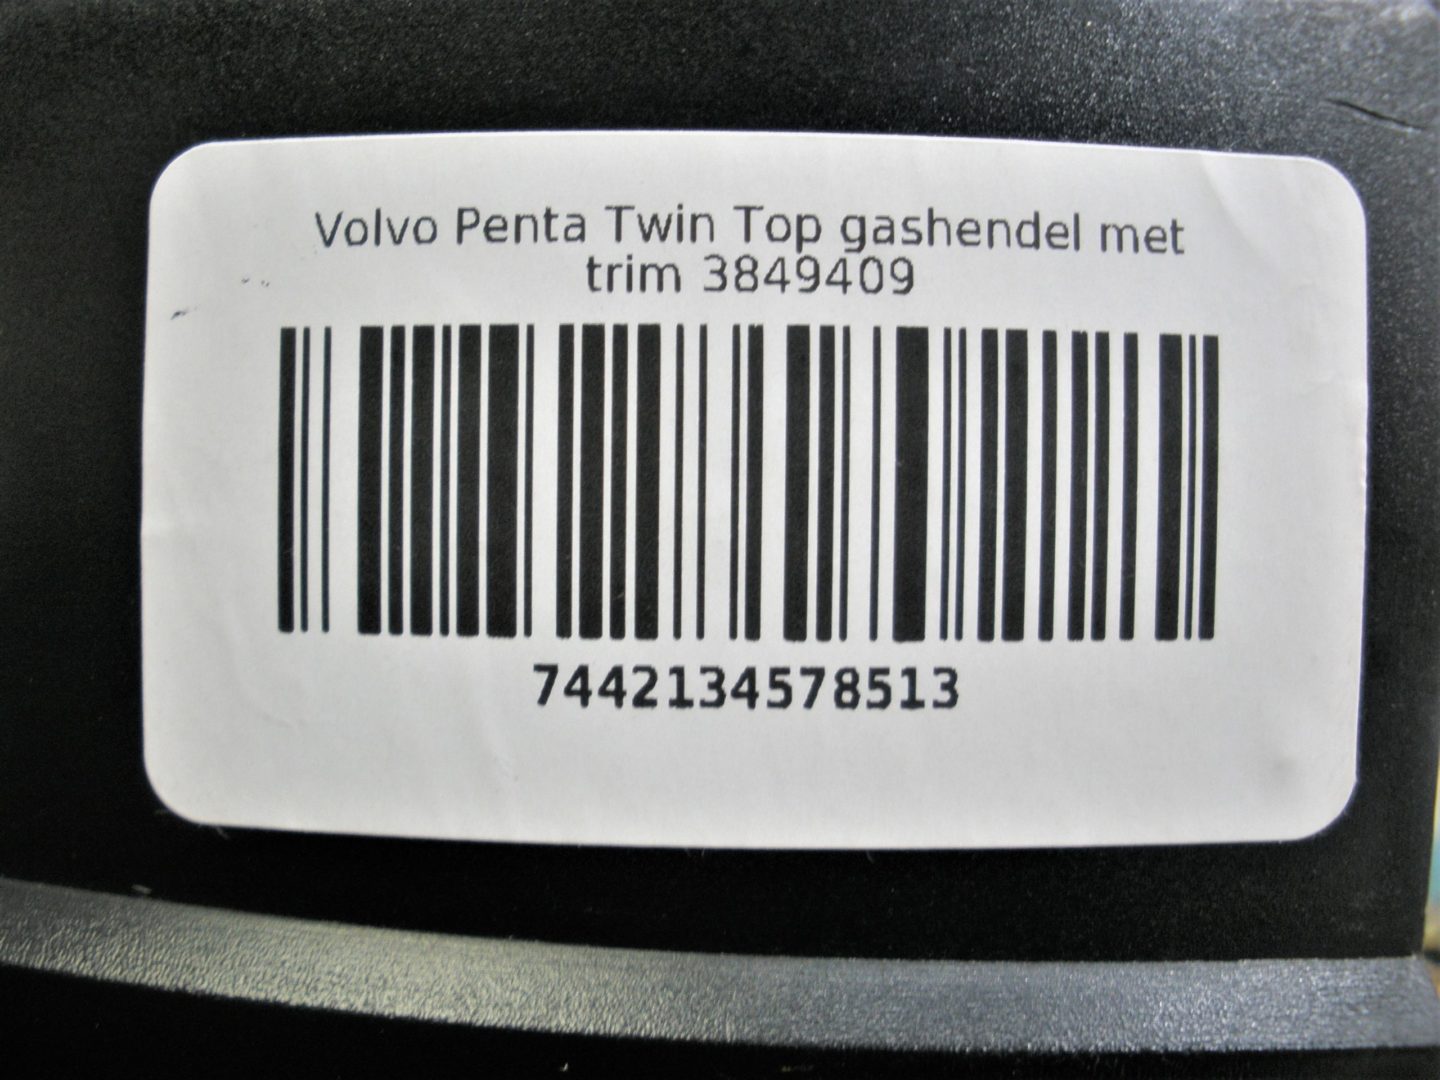 Volvo Penta Twin Top gashendel met
trim 3849409
7442134578513